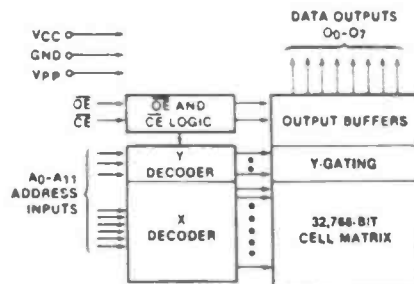 DATA OUTPUTS
O0-O7
VCC
GND
VPP
OE
CE
OE AND
CE LOGIC
OUTPUT BUFFERS
A0-A11
ADDRESS
INPUTS
Y
DECODER
Y-GATING
X
DECODER
32,768-BIT
CELL MATRIX